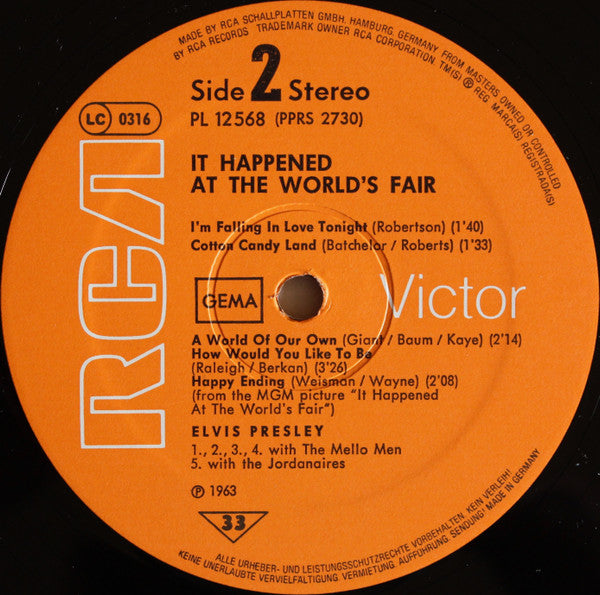 MADE BY RCA SCHALLPLATTEN GMBH. HAMBURG, GERMANY FROM MASTERS OWNED OR CONTROLLED
BY RCA RECORDS TRADEMARK OWNER RCA CORPORATION. TM(S) ® REG. MARCA(S) REGISTRADA(S)
Side 2 Stereo
PL 12568 (PPRS 2730)
LC 0316
IT HAPPENED
AT THE WORLD'S FAIR
RCA
I'm Falling In Love Tonight (Robertson) (1'40)
Cotton Candy Land (Batchelor / Roberts) (1'33)
GEMA
Victor
A World Of Our Own (Giant / Baum / Kaye) (2'14)
How Would You Like To Be
(Raleigh / Berkan) (3'26)
Happy Ending (Weisman / Wayne) (2'08)
(from the MGM picture "It Happened
At The World's Fair")
ELVIS PRESLEY
1., 2., 3., 4. with The Mello Men
5. with the Jordanaires
℗ 1963
33
ALLE URHEBER- UND LEISTUNGSSCHUTZRECHTE VORBEHALTEN. KEIN VERLEIH!
KEINE UNERLAUBTE VERVIELFÄLTIGUNG. VERMIETUNG. AUFFÜHRUNG. SENDUNG! MADE IN GERMANY